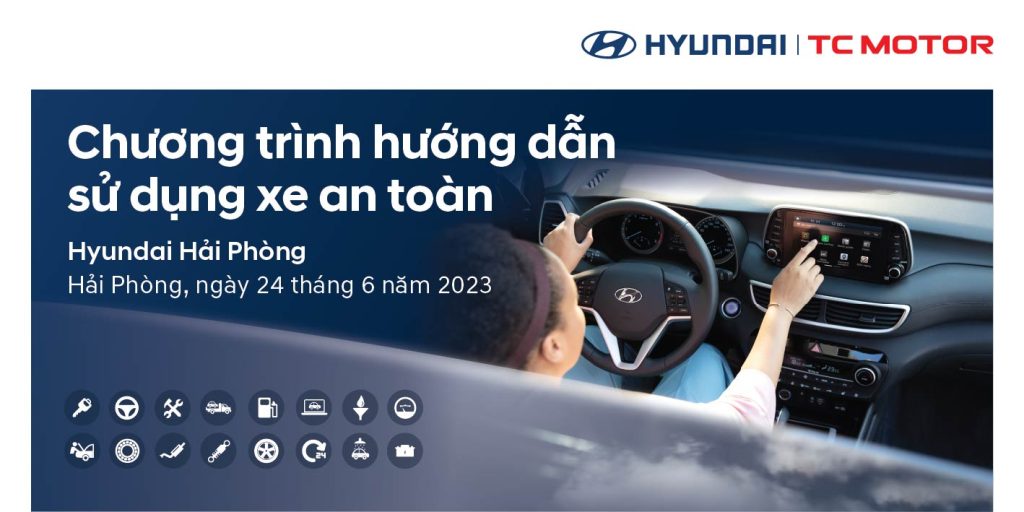 HYUNDAI | TC MOTOR
Chương trình hướng dẫn
sử dụng xe an toàn
Hyundai Hải Phòng
Hải Phòng, ngày 24 tháng 6 năm 2023
24